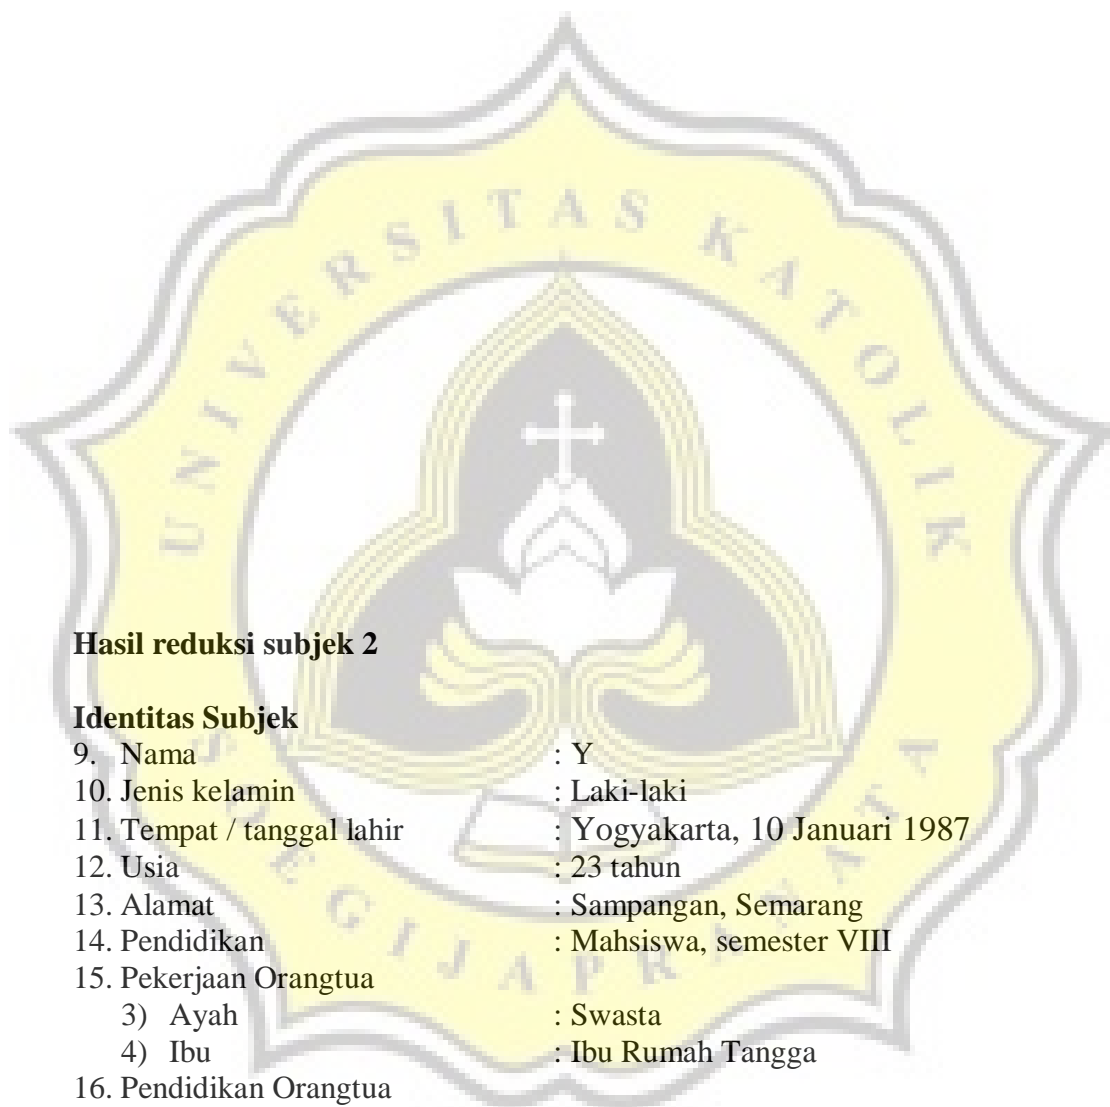 UNIVERSITAS KATOLIK
SOEGIJAPRANATA
Hasil reduksi subjek 2
Identitas Subjek
9. Nama : Y
10. Jenis kelamin : Laki-laki
11. Tempat / tanggal lahir : Yogyakarta, 10 Januari 1987
12. Usia : 23 tahun
13. Alamat : Sampangan, Semarang
14. Pendidikan : Mahsiswa, semester VIII
15. Pekerjaan Orangtua
3) Ayah : Swasta
4) Ibu : Ibu Rumah Tangga
16. Pendidikan Orangtua